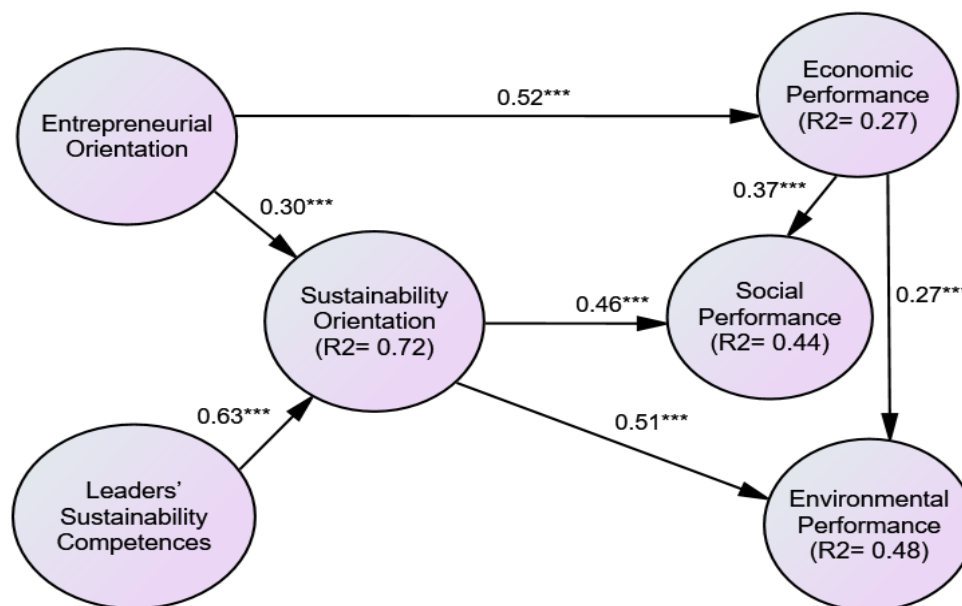 Economic
Performance
(R2= 0.27)
0.52***
Entrepreneurial
Orientation
0.37***
0.30***
Sustainability
Orientation
(R2= 0.72)
0.46***
Social
Performance
(R2= 0.44)
0.27***
0.63***
0.51***
Leaders’
Sustainability
Competences
Environmental
Performance
(R2= 0.48)